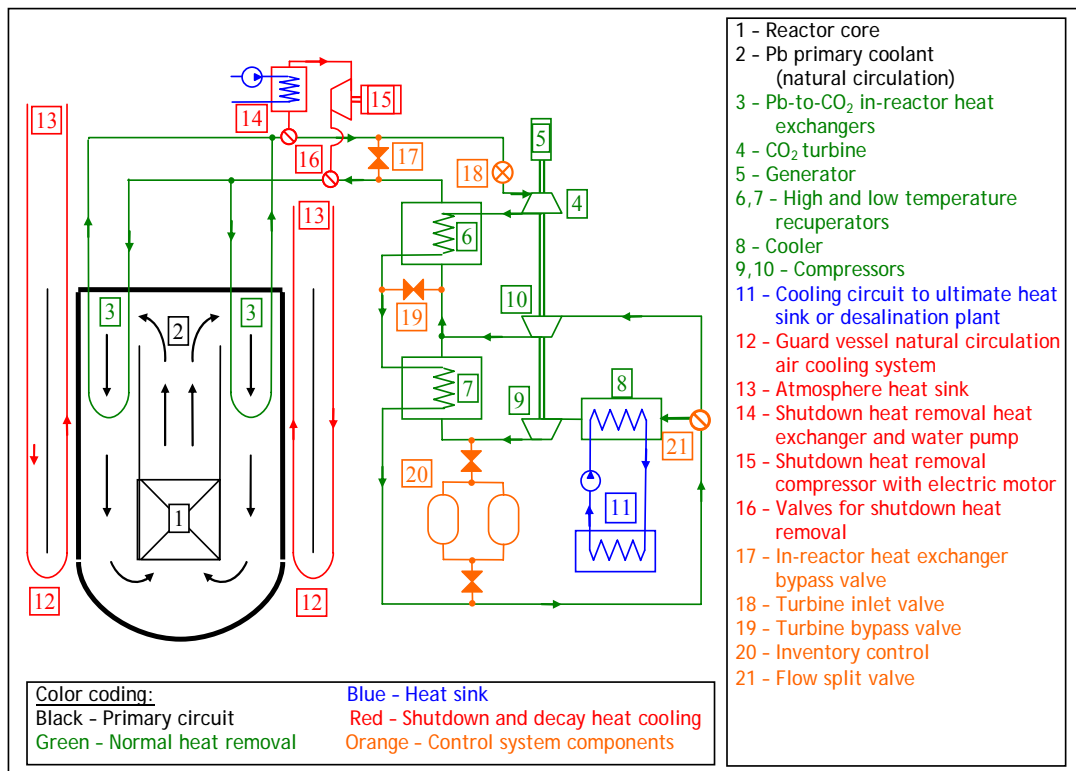 13
14
15
16
17
18
5
4
6
13
3
3
2
10
19
7
9
8
21
20
11
1
12
12
1 - Reactor core
2 - Pb primary coolant
(natural circulation)
3 - Pb-to-CO₂ in-reactor heat
exchangers
4 - CO₂ turbine
5 - Generator
6,7 - High and low temperature
recuperators
8 - Cooler
9,10 - Compressors
11 - Cooling circuit to ultimate heat
sink or desalination plant
12 - Guard vessel natural circulation
air cooling system
13 - Atmosphere heat sink
14 - Shutdown heat removal heat
exchanger and water pump
15 - Shutdown heat removal
compressor with electric motor
16 - Valves for shutdown heat
removal
17 - In-reactor heat exchanger
bypass valve
18 - Turbine inlet valve
19 - Turbine bypass valve
20 - Inventory control
21 - Flow split valve
Color coding:
Black - Primary circuit
Green - Normal heat removal
Blue - Heat sink
Red - Shutdown and decay heat cooling
Orange - Control system components